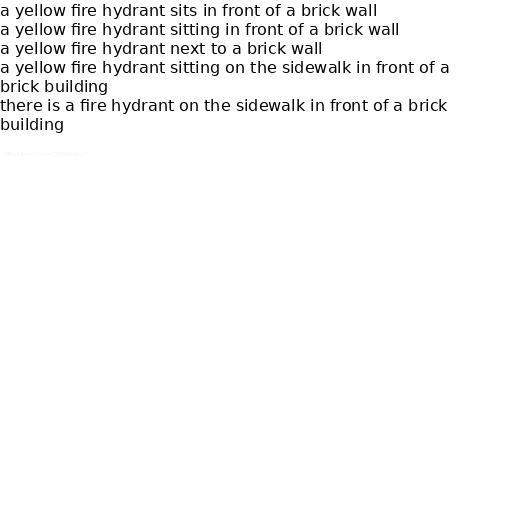 a yellow fire hydrant sits in front of a brick wall
a yellow fire hydrant sitting in front of a brick wall
a yellow fire hydrant next to a brick wall
a yellow fire hydrant sitting on the sidewalk in front of a
brick building
there is a fire hydrant on the sidewalk in front of a brick
building